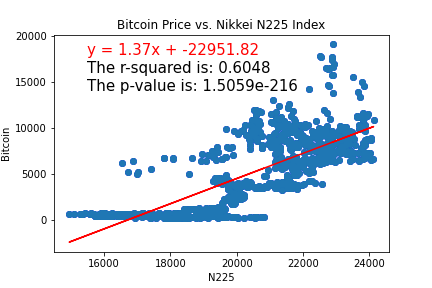 Bitcoin Price vs. Nikkei N225 Index
y = 1.37x + -22951.82
The r-squared is: 0.6048
The p-value is: 1.5059e-216
20000
15000
10000
5000
0
Bitcoin
16000 18000 20000 22000 24000
N225